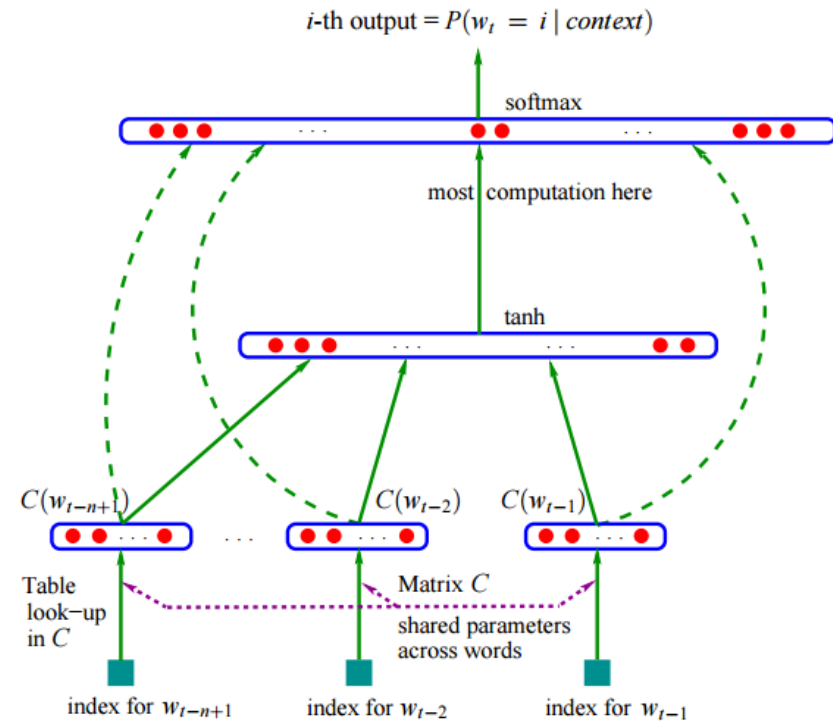 i-th output = P(w_t = i | context)
softmax
. . . . . .
most computation here
tanh
. . . . . .
C(w_{t−n+1}) C(w_{t−2}) C(w_{t−1})
. . . . . . . . . . . .
Table
look−up
in C
Matrix C
shared parameters
across words
index for w_{t−n+1} index for w_{t−2} index for w_{t−1}